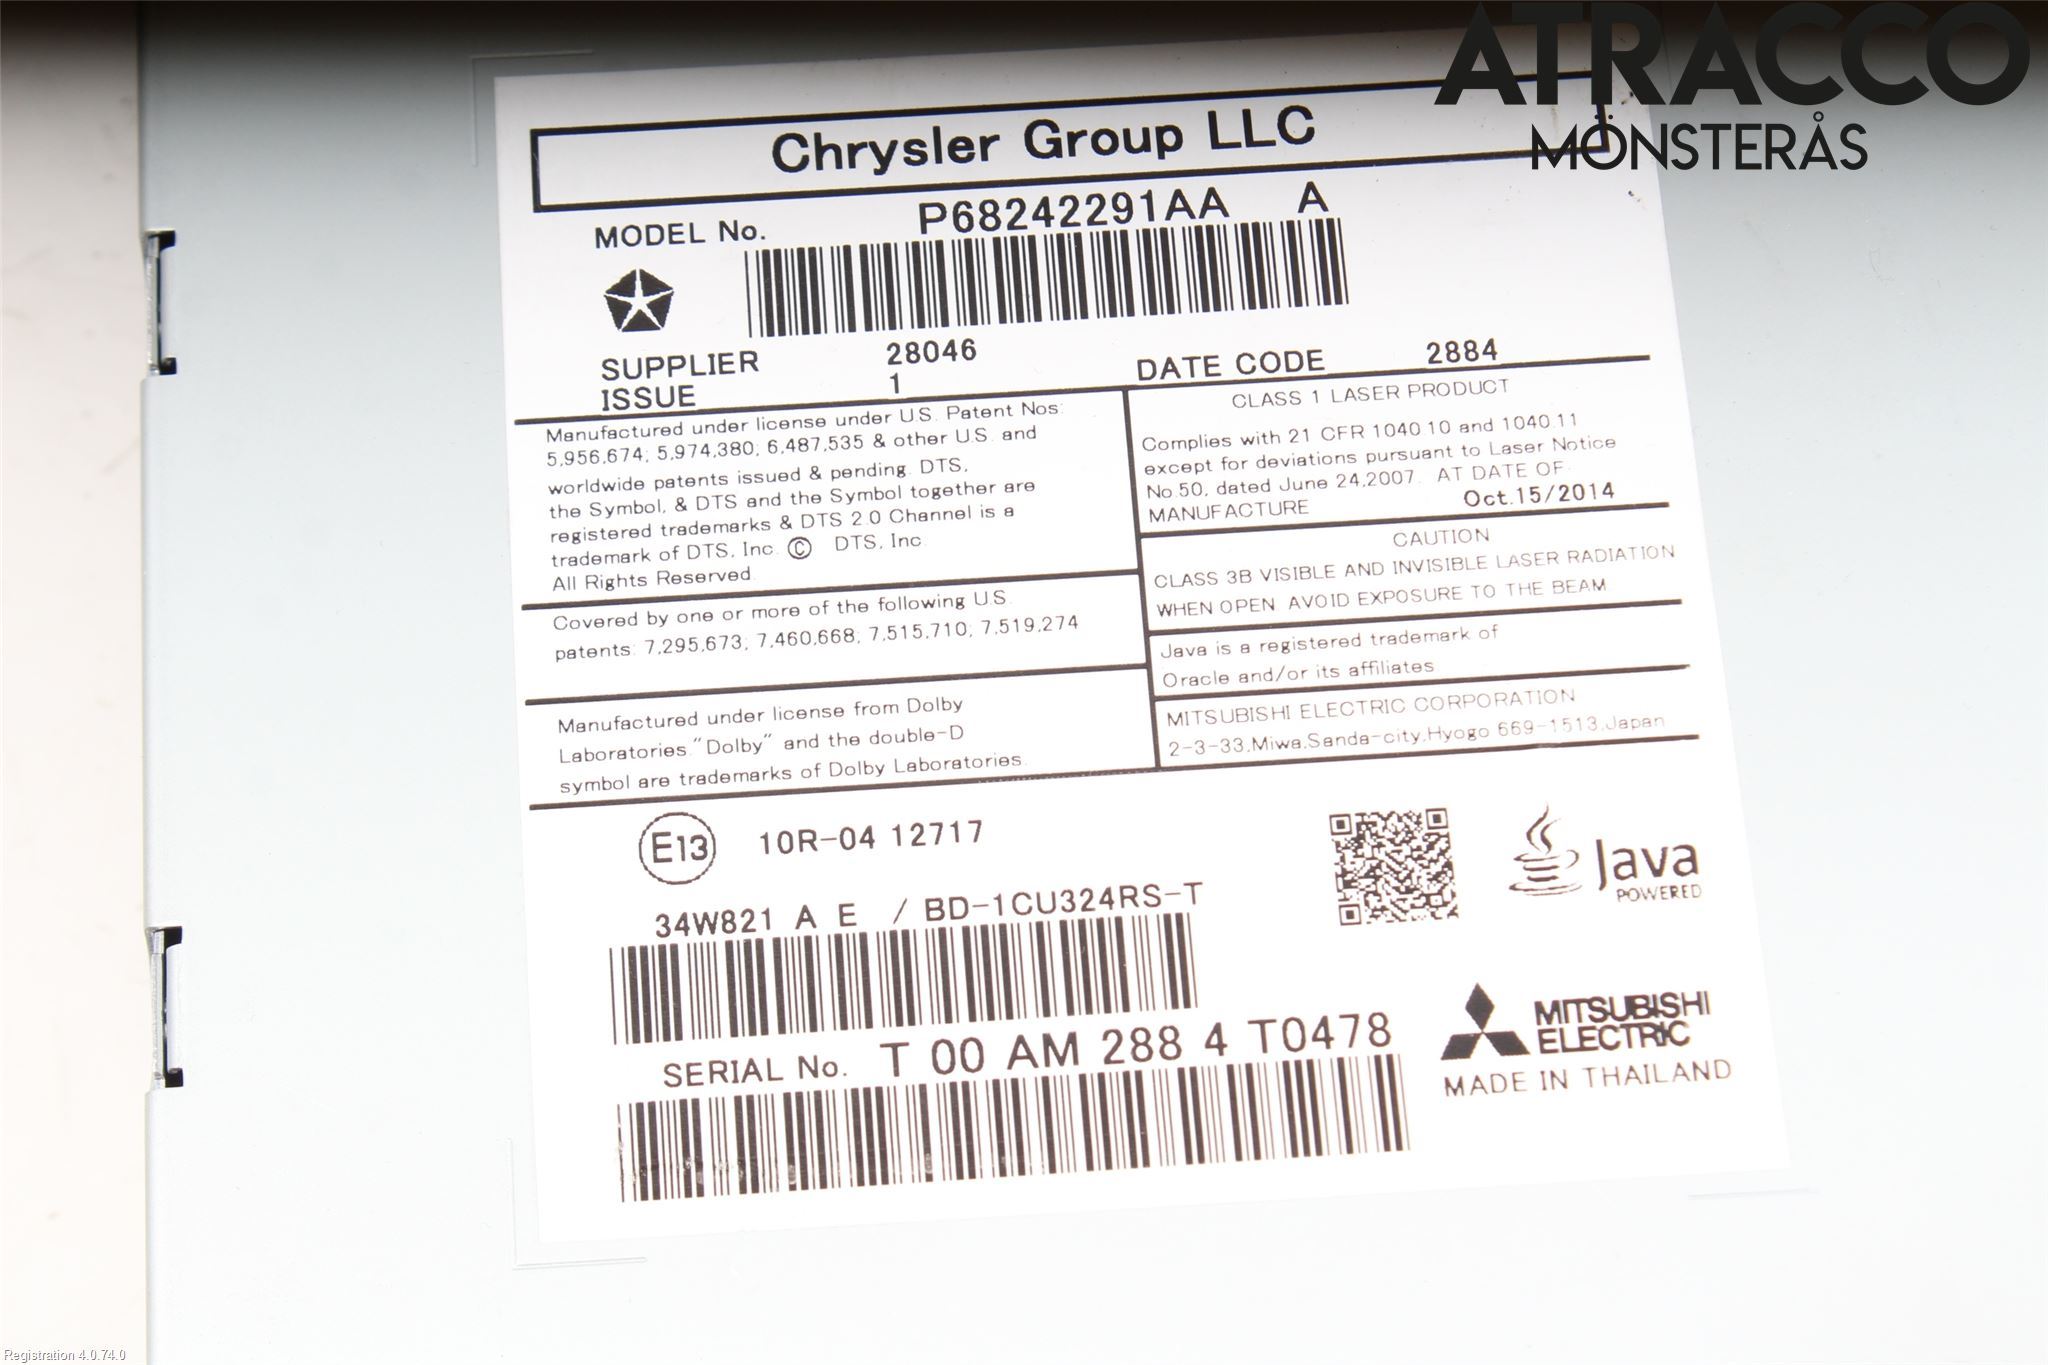 ATRACCO
MÖNSTERÅS
Chrysler Group LLC
MODEL No. P68242291AA A
SUPPLIER 28046
ISSUE 1
DATE CODE 2884
Manufactured under license under U.S. Patent Nos:
5,956,674; 5,974,380; 6,487,535 & other U.S. and
worldwide patents issued & pending. DTS,
the Symbol, & DTS and the Symbol together are
registered trademarks & DTS 2.0 Channel is a
trademark of DTS, Inc. © DTS, Inc.
All Rights Reserved.
Covered by one or more of the following U.S.
patents: 7,295,673; 7,460,668; 7,515,710; 7,519,274
Manufactured under license from Dolby
Laboratories."Dolby" and the double-D
symbol are trademarks of Dolby Laboratories.
CLASS 1 LASER PRODUCT
Complies with 21 CFR 1040.10 and 1040.11
except for deviations pursuant to Laser Notice
No.50, dated June 24,2007. AT DATE OF
MANUFACTURE Oct.15/2014
CAUTION
CLASS 3B VISIBLE AND INVISIBLE LASER RADIATION
WHEN OPEN. AVOID EXPOSURE TO THE BEAM.
Java is a registered trademark of
Oracle and/or its affiliates
MITSUBISHI ELECTRIC CORPORATION
2-3-33,Miwa,Sanda-city,Hyogo 669-1513,Japan
E13 10R-04 12717
34W821 A E / BD-1CU324RS-T
Java
POWERED
SERIAL No. T 00 AM 288 4 T0478
MITSUBISHI
ELECTRIC
MADE IN THAILAND
Registration 4.0.74.0